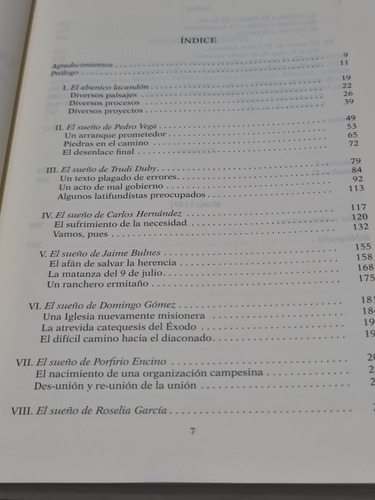 ÍNDICE
Agradecimientos 9
Prólogo 11
I. El abanico lacandón 19
Diversos paisajes 22
Diversos procesos 26
Diversos proyectos 39
II. El sueño de Pedro Vega 49
Un arranque prometedor 53
Piedras en el camino 65
El desenlace final 72
III. El sueño de Trudi Duby 79
Un texto plagado de errores 84
Un acto de mal gobierno 92
Algunos latifundistas preocupados 113
IV. El sueño de Carlos Hernández 117
El sufrimiento de la necesidad 120
Vamos, pues 132
V. El sueño de Jaime Bulnes 155
El afán de salvar la herencia 158
La matanza del 9 de julio 168
Un ranchero ermitaño 175
VI. El sueño de Domingo Gómez 181
Una Iglesia nuevamente misionera 184
La atrevida catequesis del Éxodo 19
El difícil camino hacia el diaconado 19
VII. El sueño de Porfirio Encino 20
El nacimiento de una organización campesina 2
Des-unión y re-unión de la unión 2
VIII. El sueño de Roselia García
7